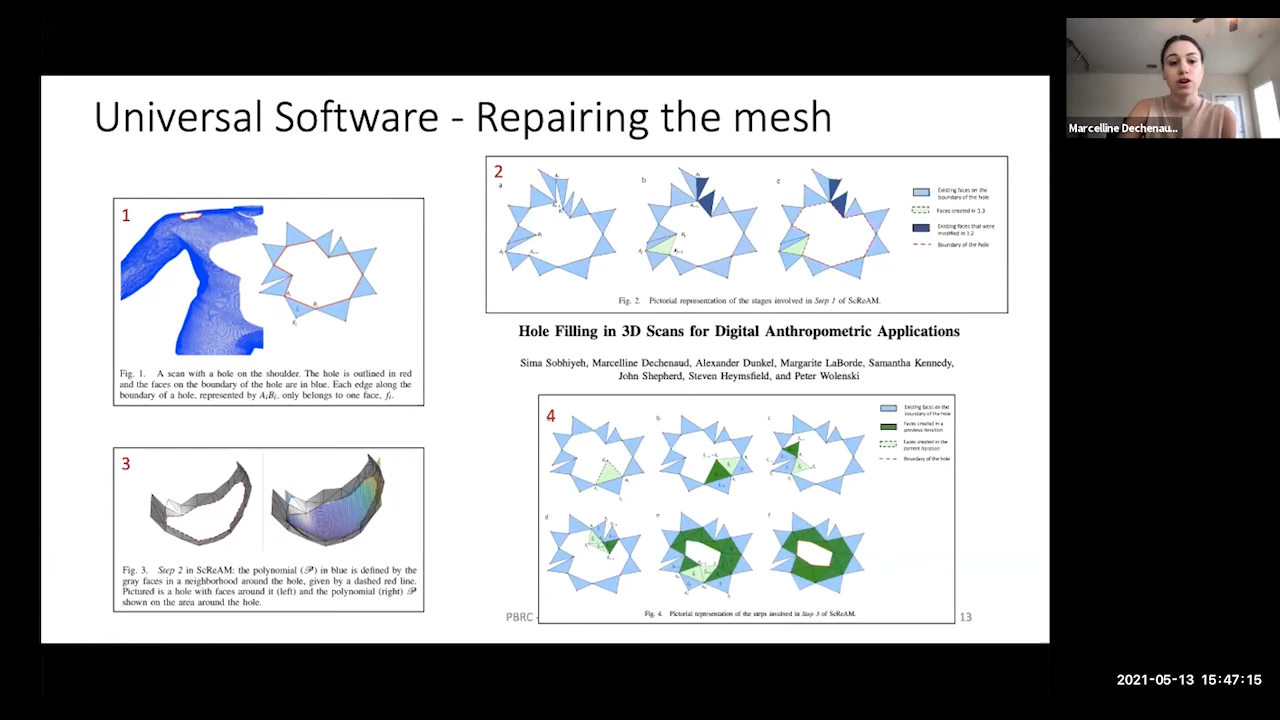 Universal Software - Repairing the mesh
1
Fig. 1. A scan with a hole on the shoulder. The hole is outlined in red
and the faces on the boundary of the hole are in blue. Each edge along the
boundary of a hole, represented by AᵢBᵢ, only belongs to one face, fᵢ.
2
a
b
c
Existing faces on the
boundary of the hole
Faces created in 1.3
Existing faces that were
modified in 1.2
Boundary of the hole
Fig. 2. Pictorial representation of the stages involved in Step 1 of ScReAM.
Hole Filling in 3D Scans for Digital Anthropometric Applications
Sima Sobhiyeh, Marcelline Dechenaud, Alexander Dunkel, Margarite LaBorde, Samantha Kennedy,
John Shepherd, Steven Heymsfield, and Peter Wolenski
3
Fig. 3. Step 2 in ScReAM: the polynomial (𝒫) in blue is defined by the
gray faces in a neighborhood around the hole, given by a dashed red line.
Pictured is a hole with faces around it (left) and the polynomial (right) 𝒫
shown on the area around the hole.
4
b
c
d
e
f
Existing faces on the
boundary of the hole
Faces created in a
previous iteration
Faces created in the
current iteration
Boundary of the hole
Fig. 4. Pictorial representation of the steps involved in Step 3 of ScReAM.
PBRC -
13
Marcelline Dechenau...
2021-05-13 15:47:15